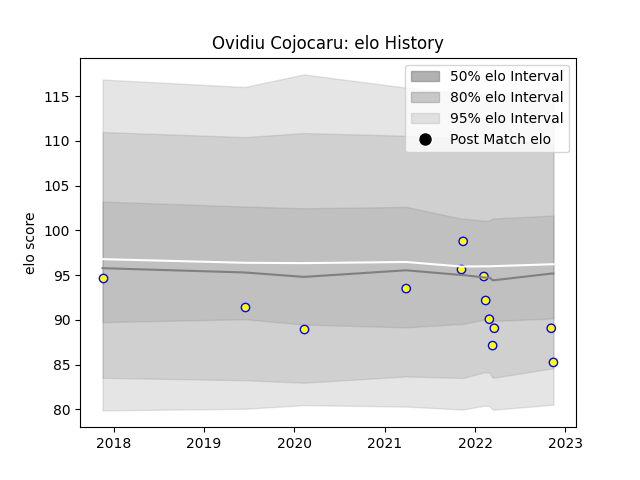 Ovidiu Cojocaru: elo History
50% elo Interval
80% elo Interval
95% elo Interval
Post Match elo
elo score
115
110
105
100
95
90
85
80
2018 2019 2020 2021 2022 2023